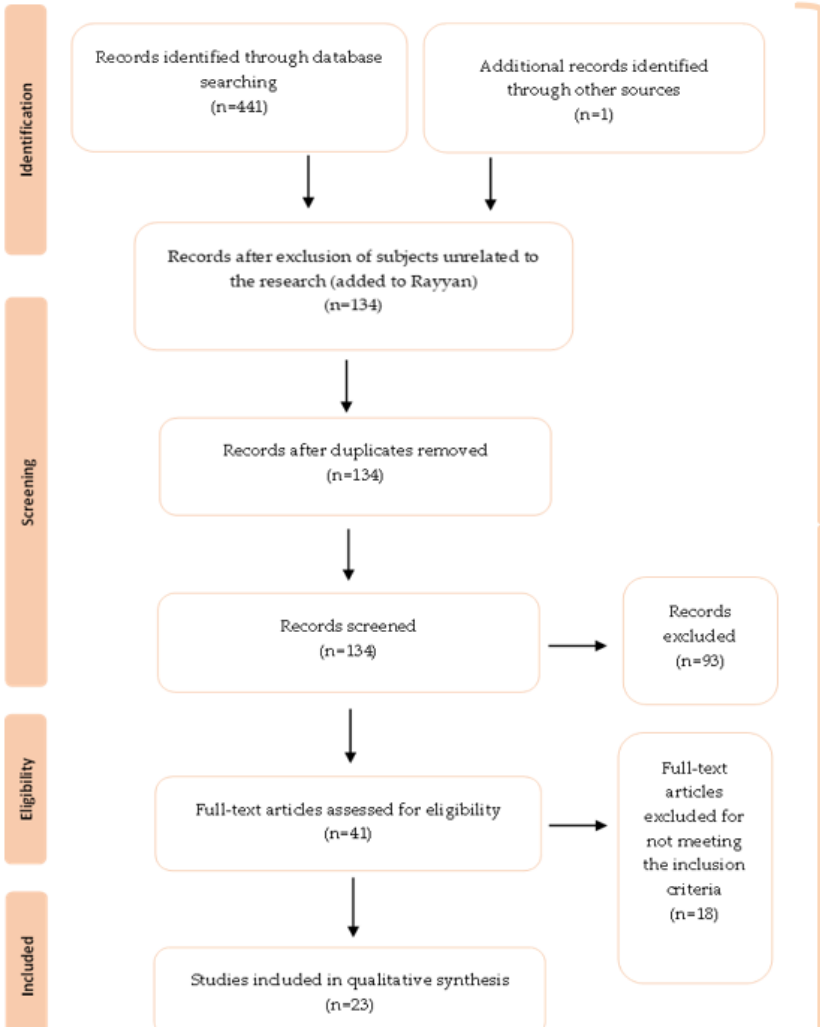 Identification
Records identified through database
searching
(n=441)
Additional records identified
through other sources
(n=1)
Records after exclusion of subjects unrelated to
the research (added to Rayyan)
(n=134)
Screening
Records after duplicates removed
(n=134)
Records screened
(n=134)
Records
excluded
(n=93)
Eligibility
Full-text articles assessed for eligibility
(n=41)
Full-text
articles
excluded for
not meeting
the inclusion
criteria
(n=18)
Included
Studies included in qualitative synthesis
(n=23)